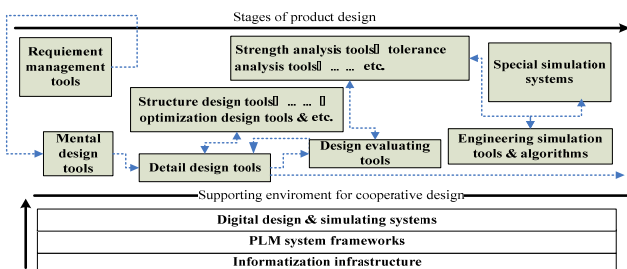 Stages of product design
Requiement
management
tools
Strength analysis tools▯ tolerance
analysis tools▯ … … etc.
Special simulation
systems
Structure design tools▯ … … ▯
optimization design tools & etc.
Mental
design
tools
Detail design tools
Design evaluating
tools
Engineering simulation
tools & algorithms
Supporting enviroment for cooperative design
Digital design & simulating systems
PLM system frameworks
Informatization infrastructure